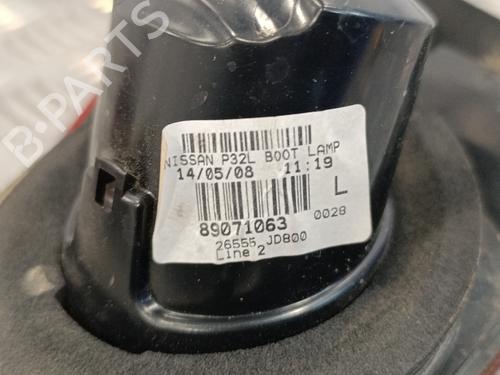 B-PARTS
NISSAN P32L BOOT LAMP
14/05/08 11:19
L
89071063 0028
26555 JD800
Line 2